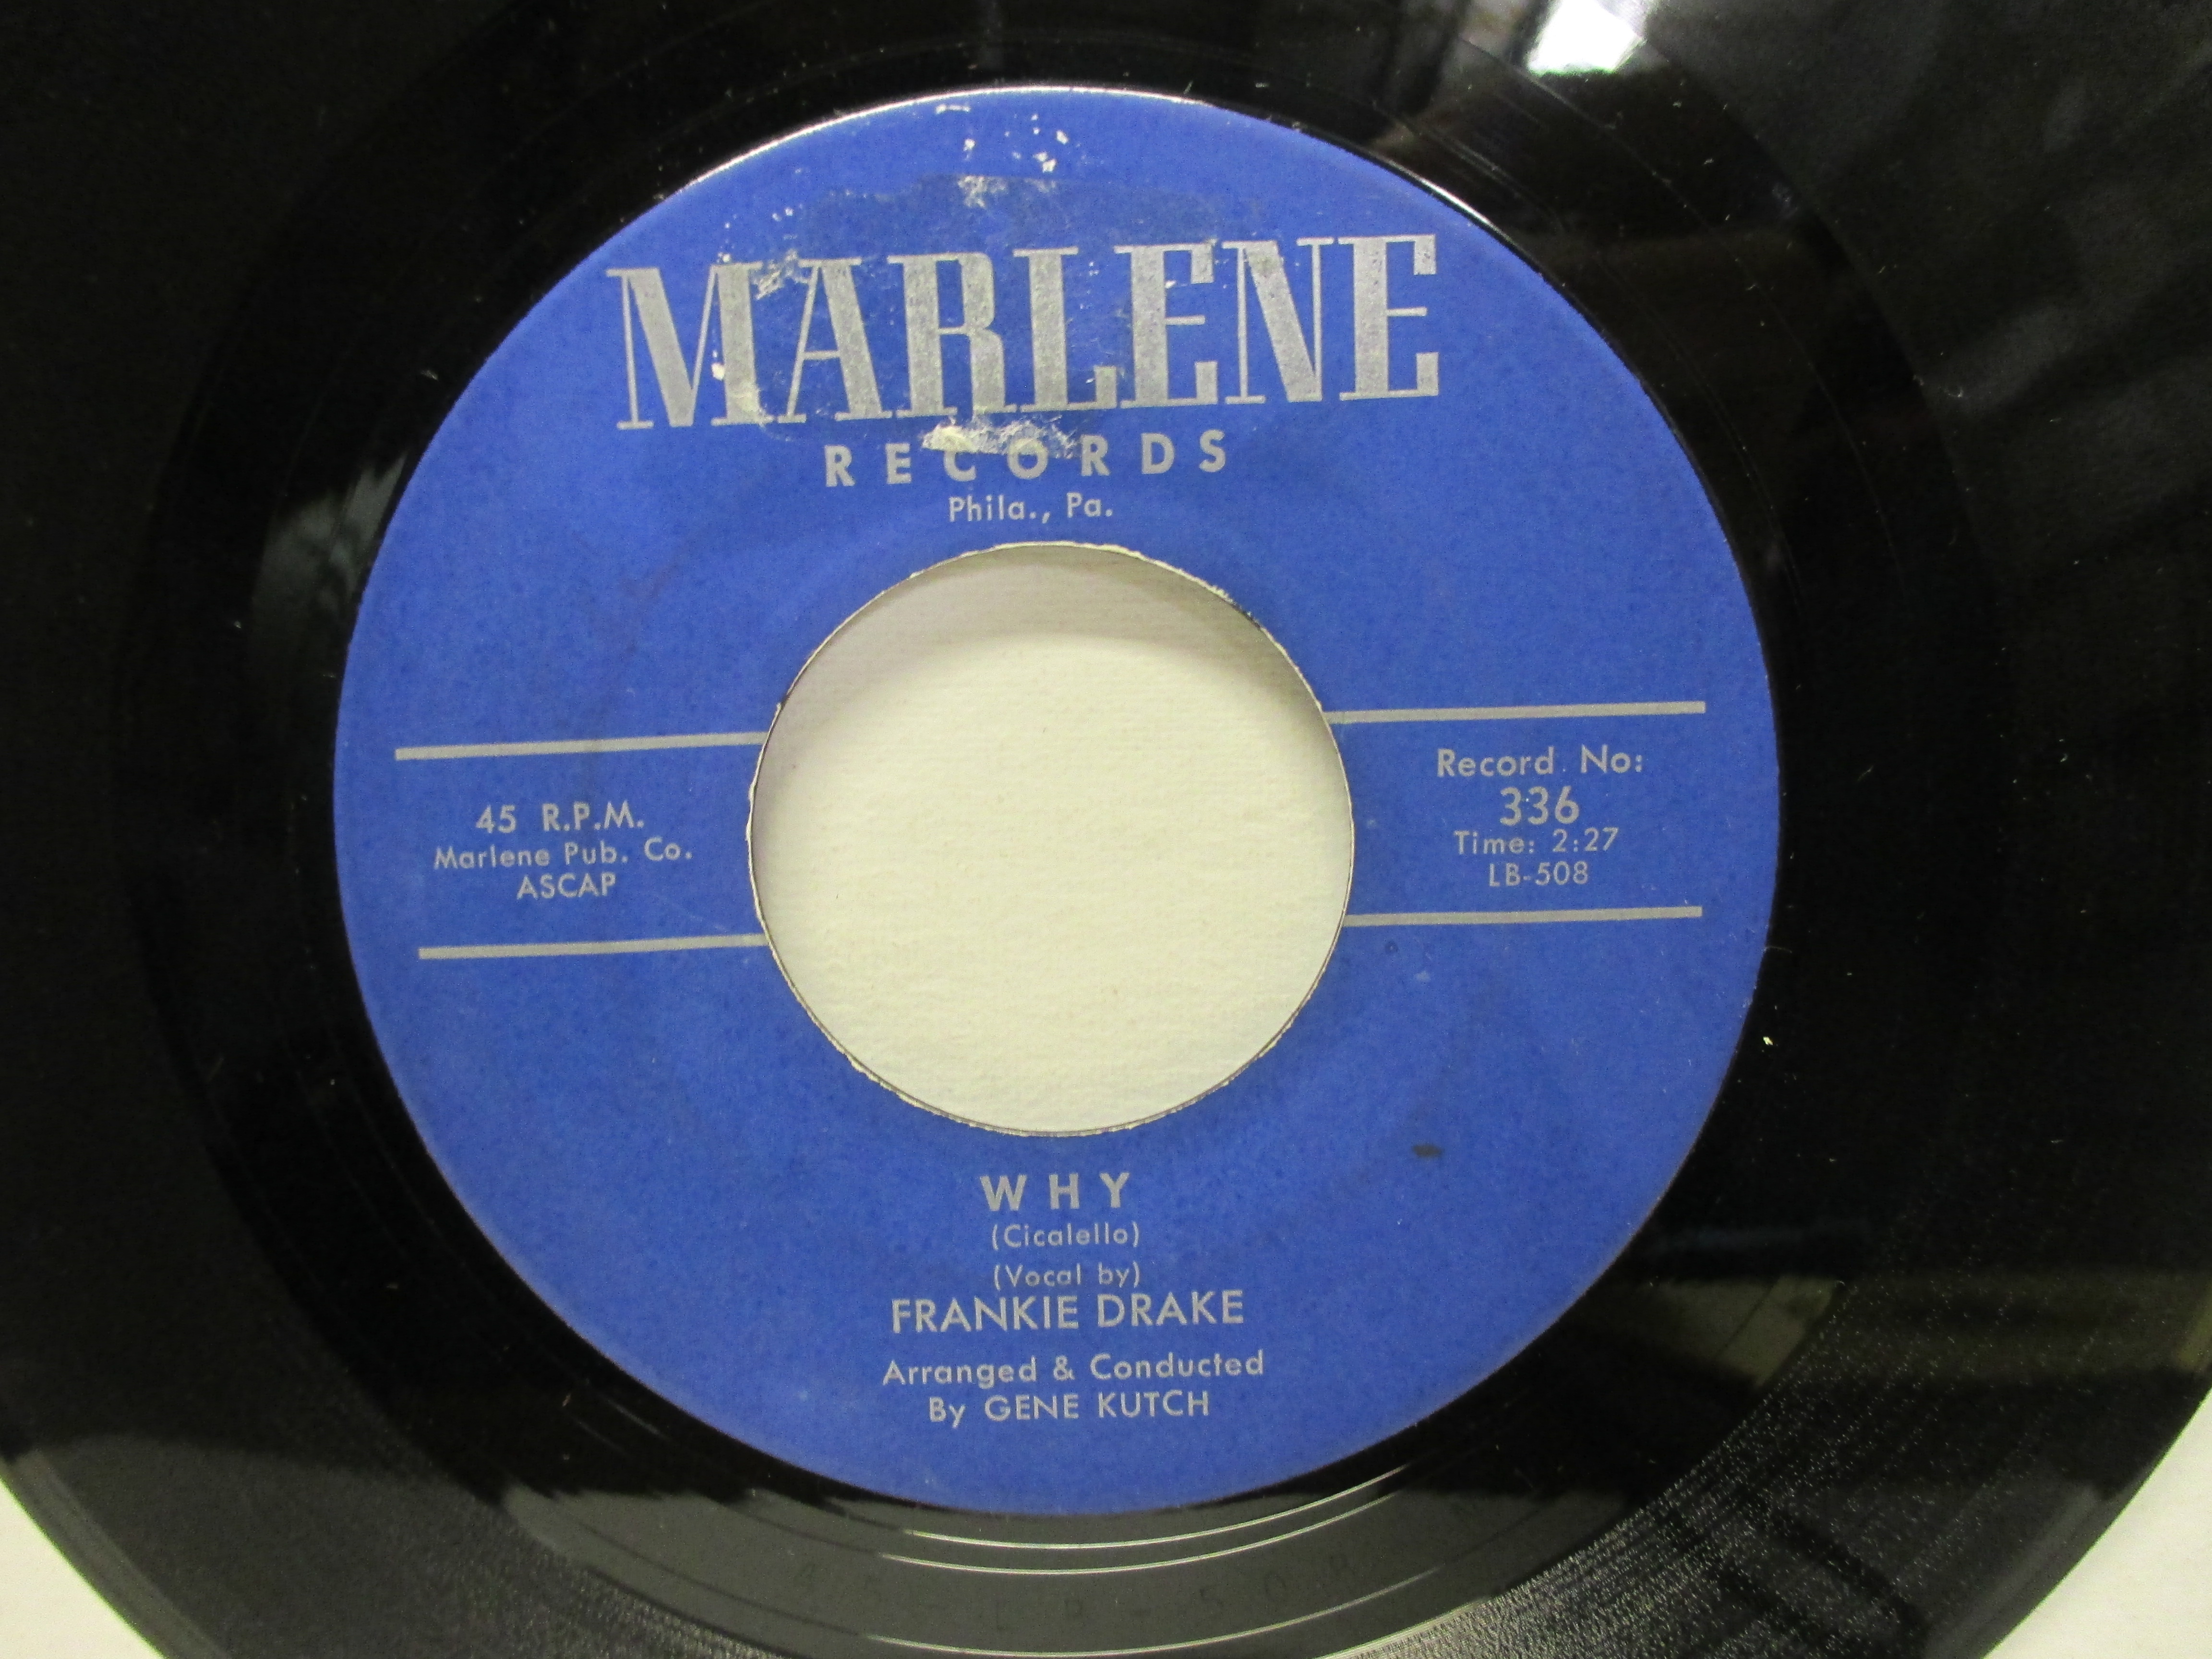 MARLENE
RECORDS
Phila., Pa.
45 R.P.M.
Marlene Pub. Co.
ASCAP
Record No:
336
Time: 2:27
LB-508
WHY
(Cicalello)
(Vocal by)
FRANKIE DRAKE
Arranged & Conducted
By GENE KUTCH